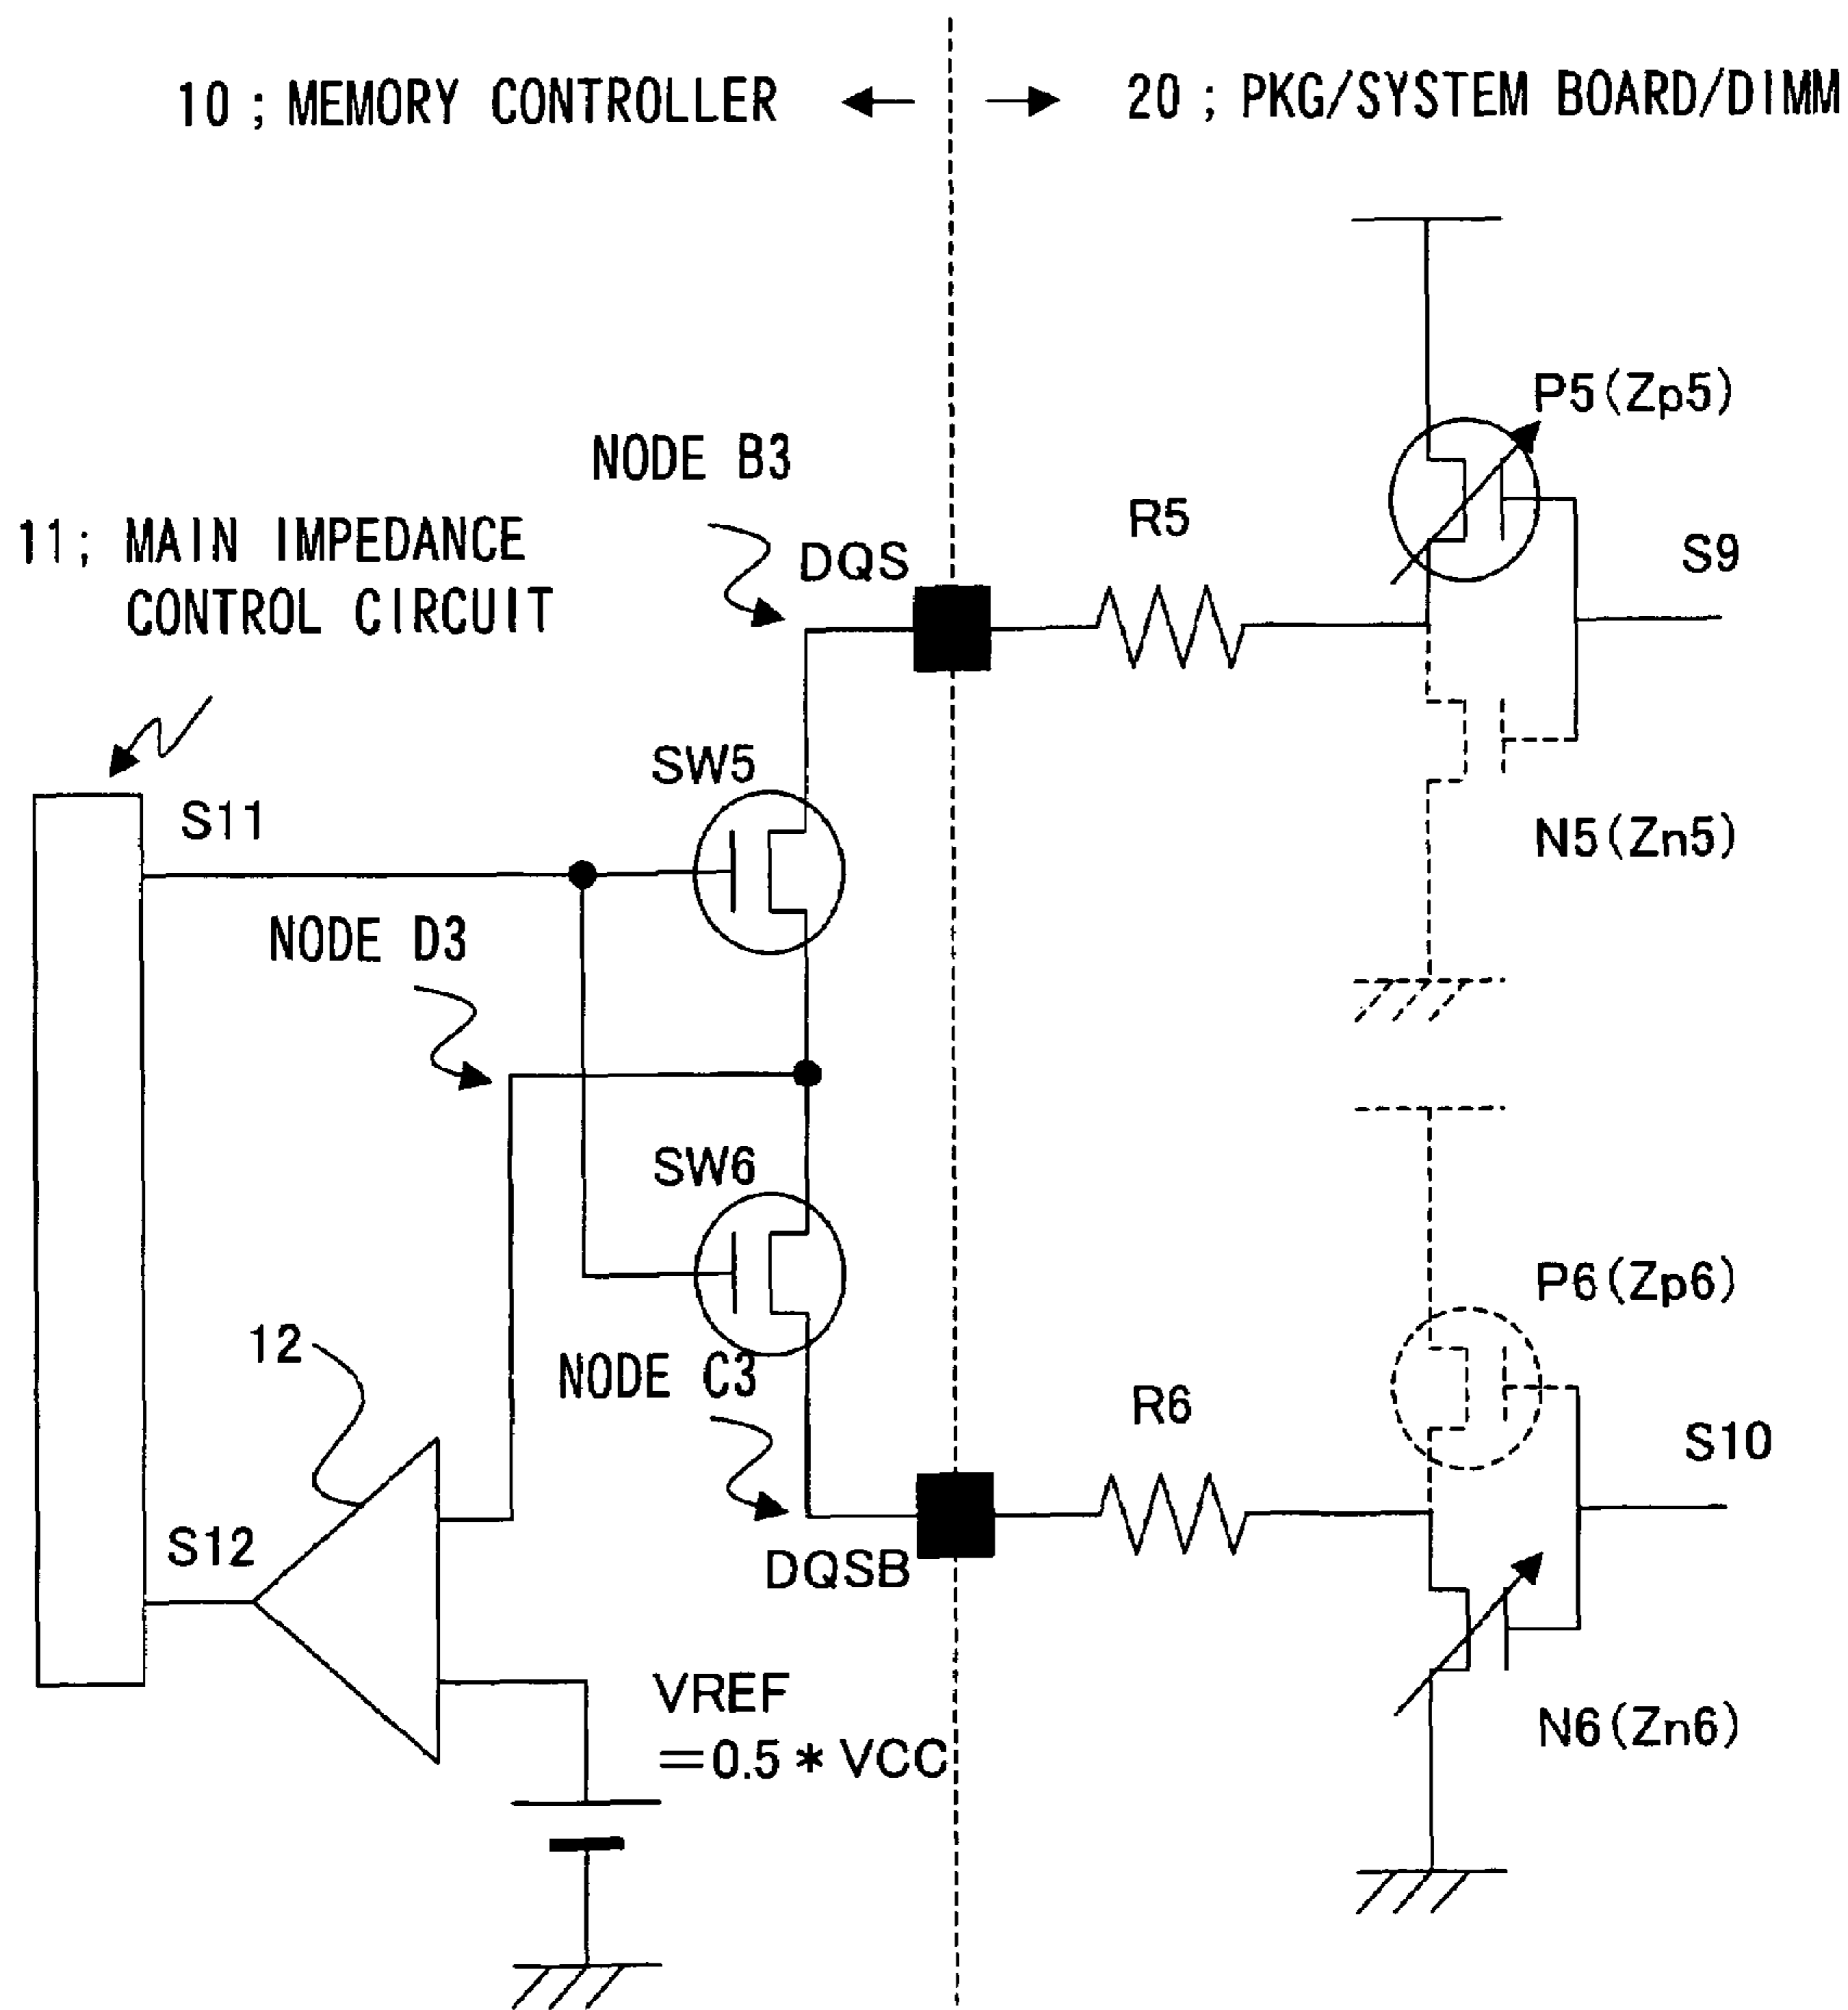 10 ; MEMORY CONTROLLER
20 ; PKG/SYSTEM BOARD/DIMM
P5(Zp5)
NODE B3
R5
11; MAIN IMPEDANCE
CONTROL CIRCUIT
DQS
S9
SW5
S11
N5(Zn5)
NODE D3
SW6
P6(Zp6)
12
NODE C3
R6
S10
S12
DQSB
VREF
=0.5*VCC
N6(Zn6)